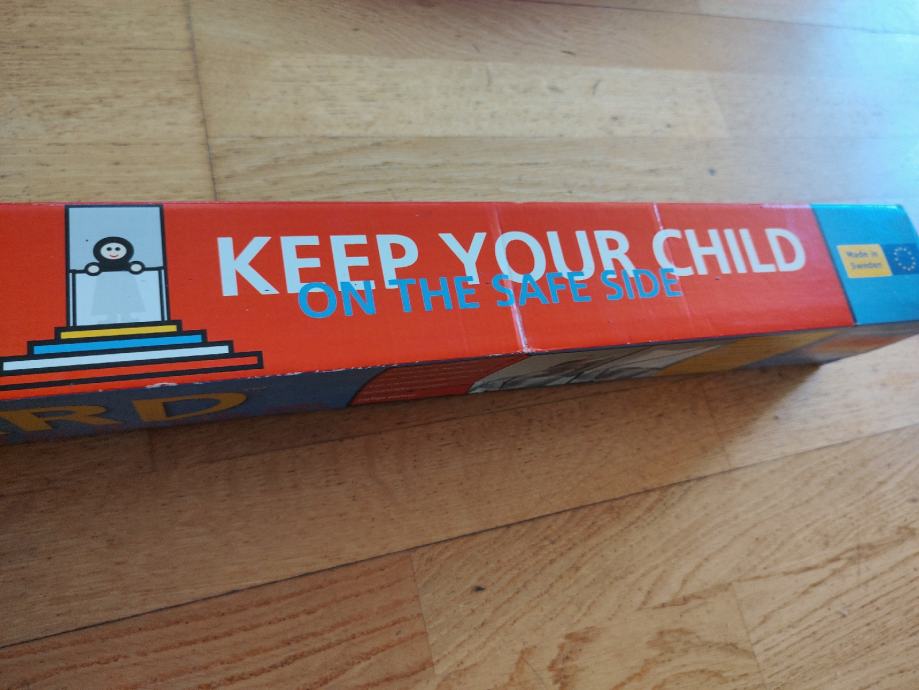 KEEP YOUR CHILD
ON THE SAFE SIDE
Made in
Sweden